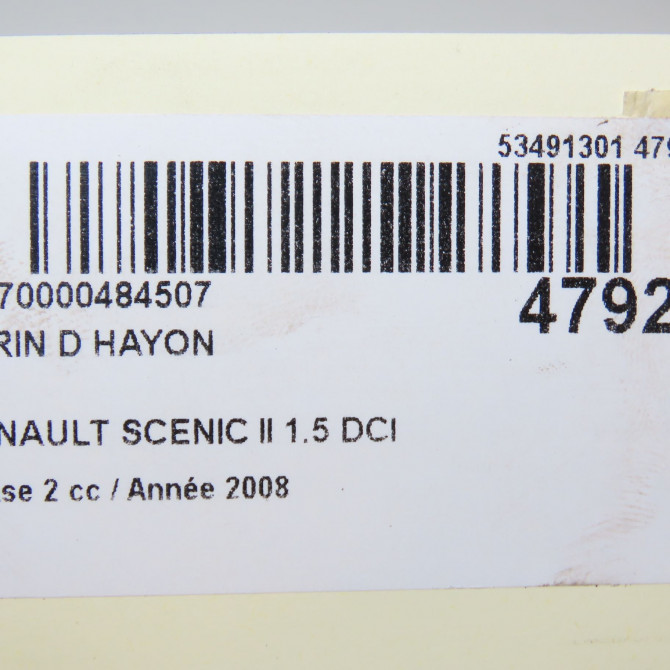 53491301 479
70000484507
4792
RIN D HAYON
NAULT SCENIC II 1.5 DCI
se 2 cc / Année 2008